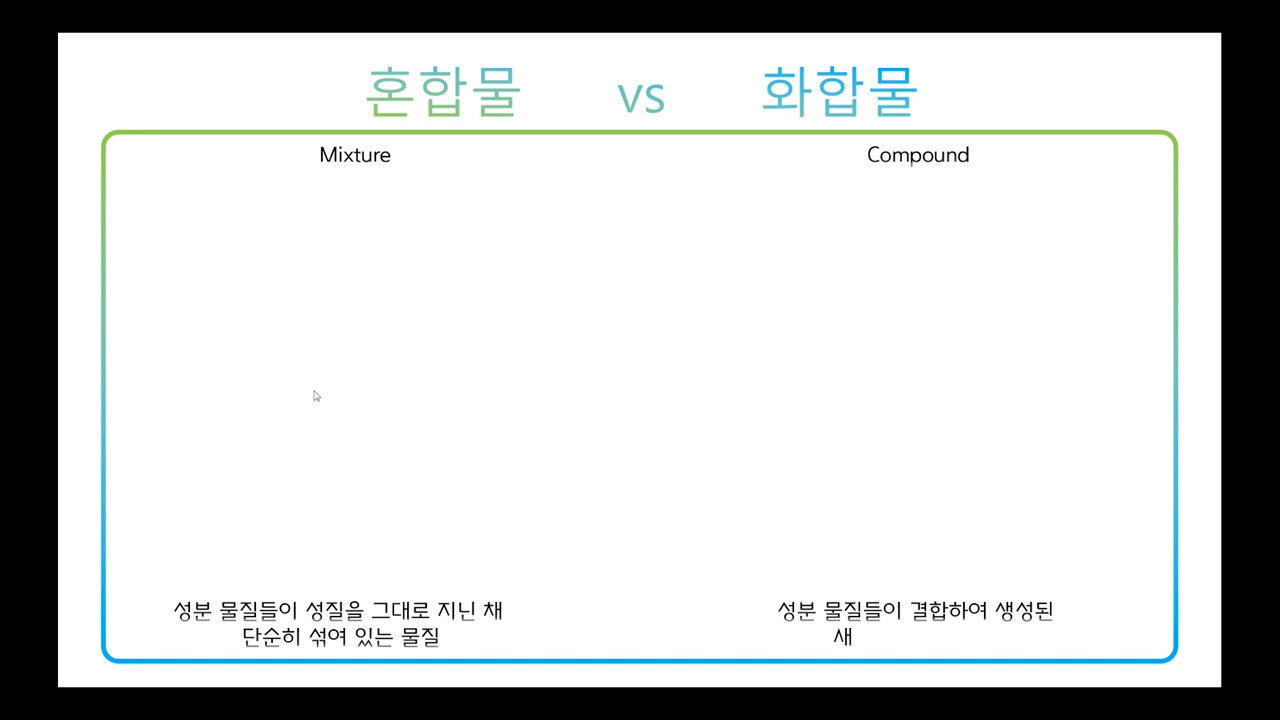 혼합물 vs 화합물
Mixture
Compound
성분 물질들이 성질을 그대로 지닌 채
단순히 섞여 있는 물질
성분 물질들이 결합하여 생성된
새